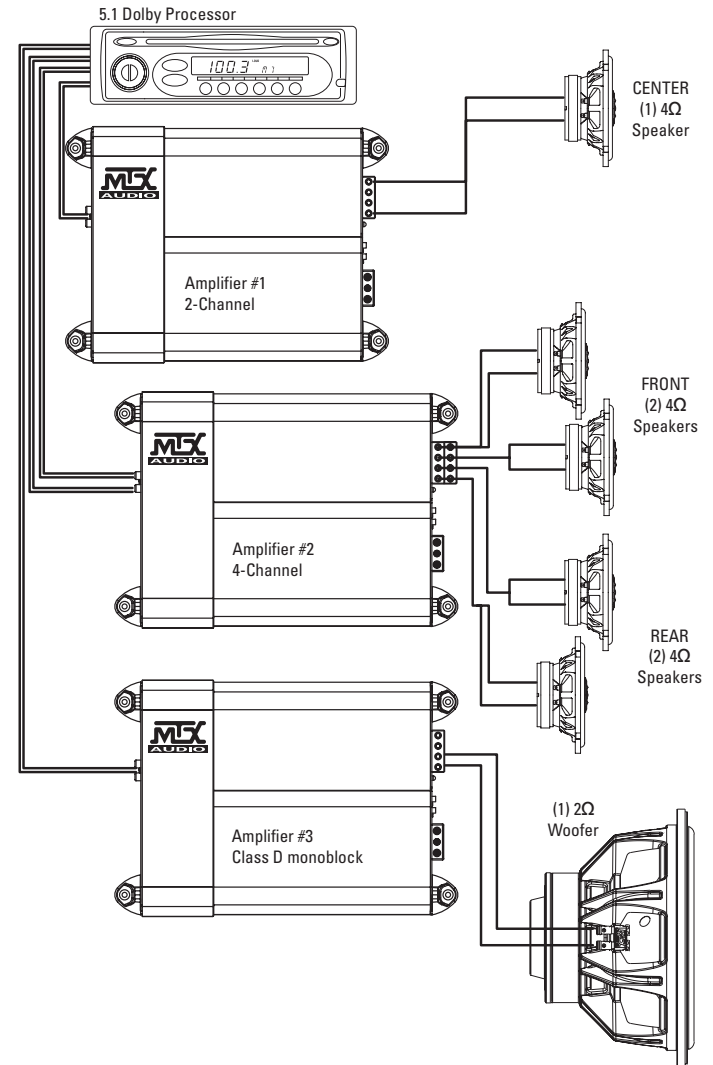 5.1 Dolby Processor
100.3
CENTER
(1) 4Ω
Speaker
MTX
AUDIO
Amplifier #1
2-Channel
FRONT
(2) 4Ω
Speakers
MTX
AUDIO
Amplifier #2
4-Channel
REAR
(2) 4Ω
Speakers
MTX
AUDIO
Amplifier #3
Class D monoblock
(1) 2Ω
Woofer